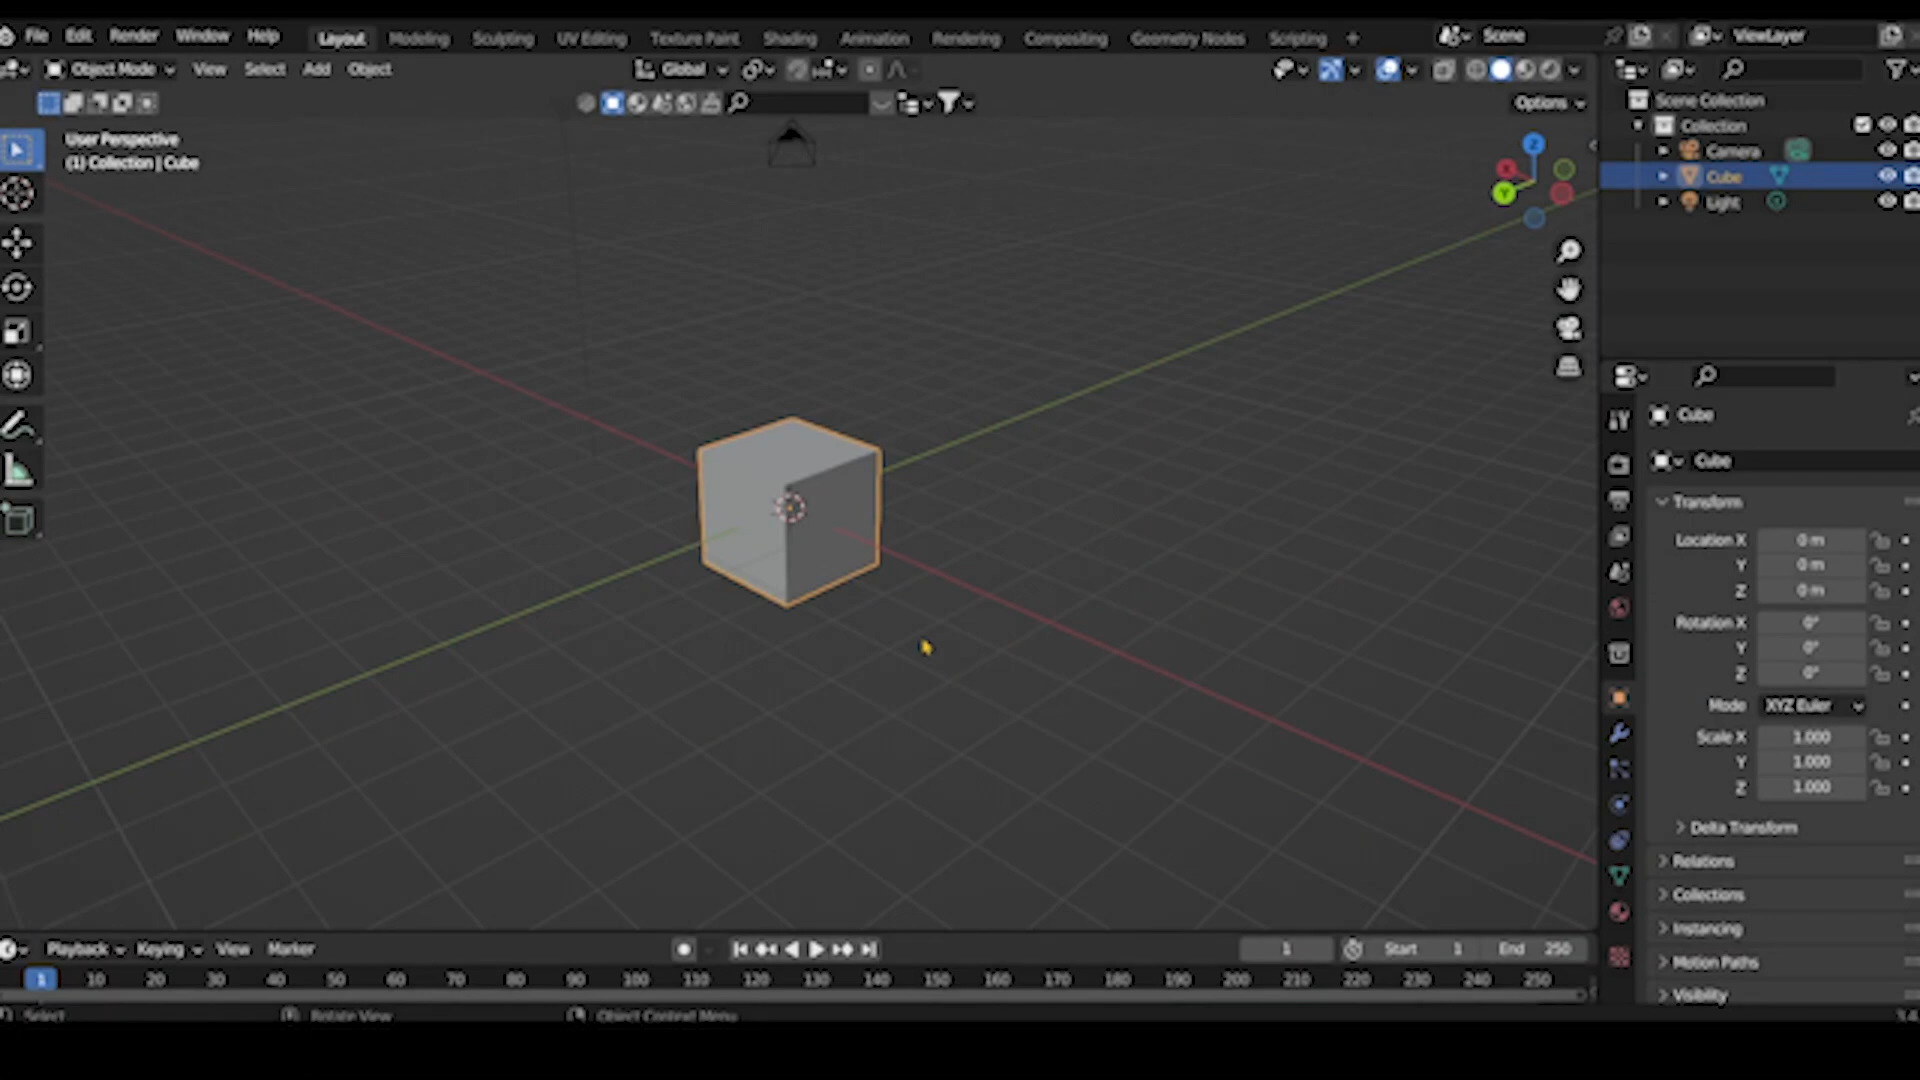 File Edit Render Window Help Layout Modeling Sculpting UV Editing Texture Paint Shading Animation Rendering Compositing Geometry Nodes Scripting + Scene ViewLayer
Object Mode View Select Add Object Global
Options
User Perspective
(1) Collection | Cube
Z
X
Y
Scene Collection
Collection
Camera
Cube
Light
Cube
Cube
Transform
Location X 0 m
Y 0 m
Z 0 m
Rotation X 0°
Y 0°
Z 0°
Mode XYZ Euler
Scale X 1.000
Y 1.000
Z 1.000
Delta Transform
Relations
Collections
Instancing
Motion Paths
Visibility
Playback Keying View Marker 1 Start 1 End 250
1 10 20 30 40 50 60 70 80 90 100 110 120 130 140 150 160 170 180 190 200 210 220 230 240 250
Select Rotate View Object Context Menu 3.4